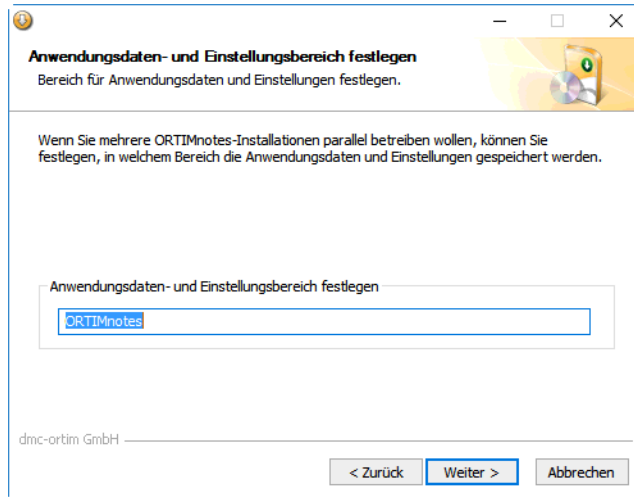 Anwendungsdaten- und Einstellungsbereich festlegen
Bereich für Anwendungsdaten und Einstellungen festlegen.
Wenn Sie mehrere ORTIMnotes-Installationen parallel betreiben wollen, können Sie
festlegen, in welchem Bereich die Anwendungsdaten und Einstellungen gespeichert werden.
Anwendungsdaten- und Einstellungsbereich festlegen
ORTIMnotes
dmc-ortim GmbH
< Zurück Weiter > Abbrechen